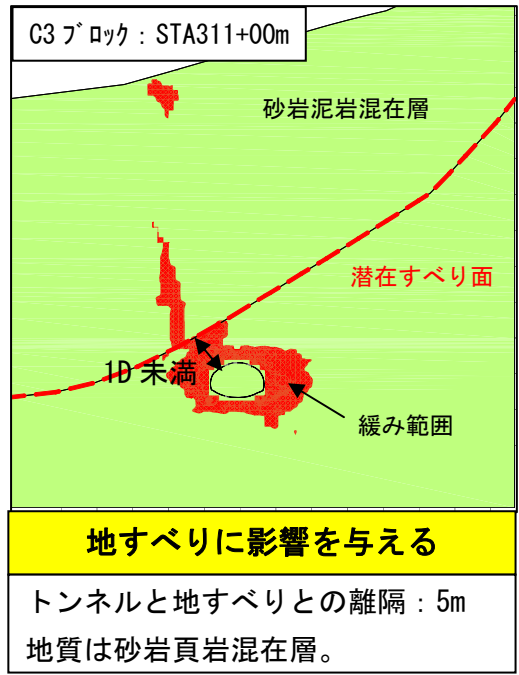 C3ブロック：STA311+00m
砂岩泥岩混在層
潜在すべり面
1D未満
緩み範囲
地すべりに影響を与える
トンネルと地すべりとの離隔：5m
地質は砂岩頁岩混在層。